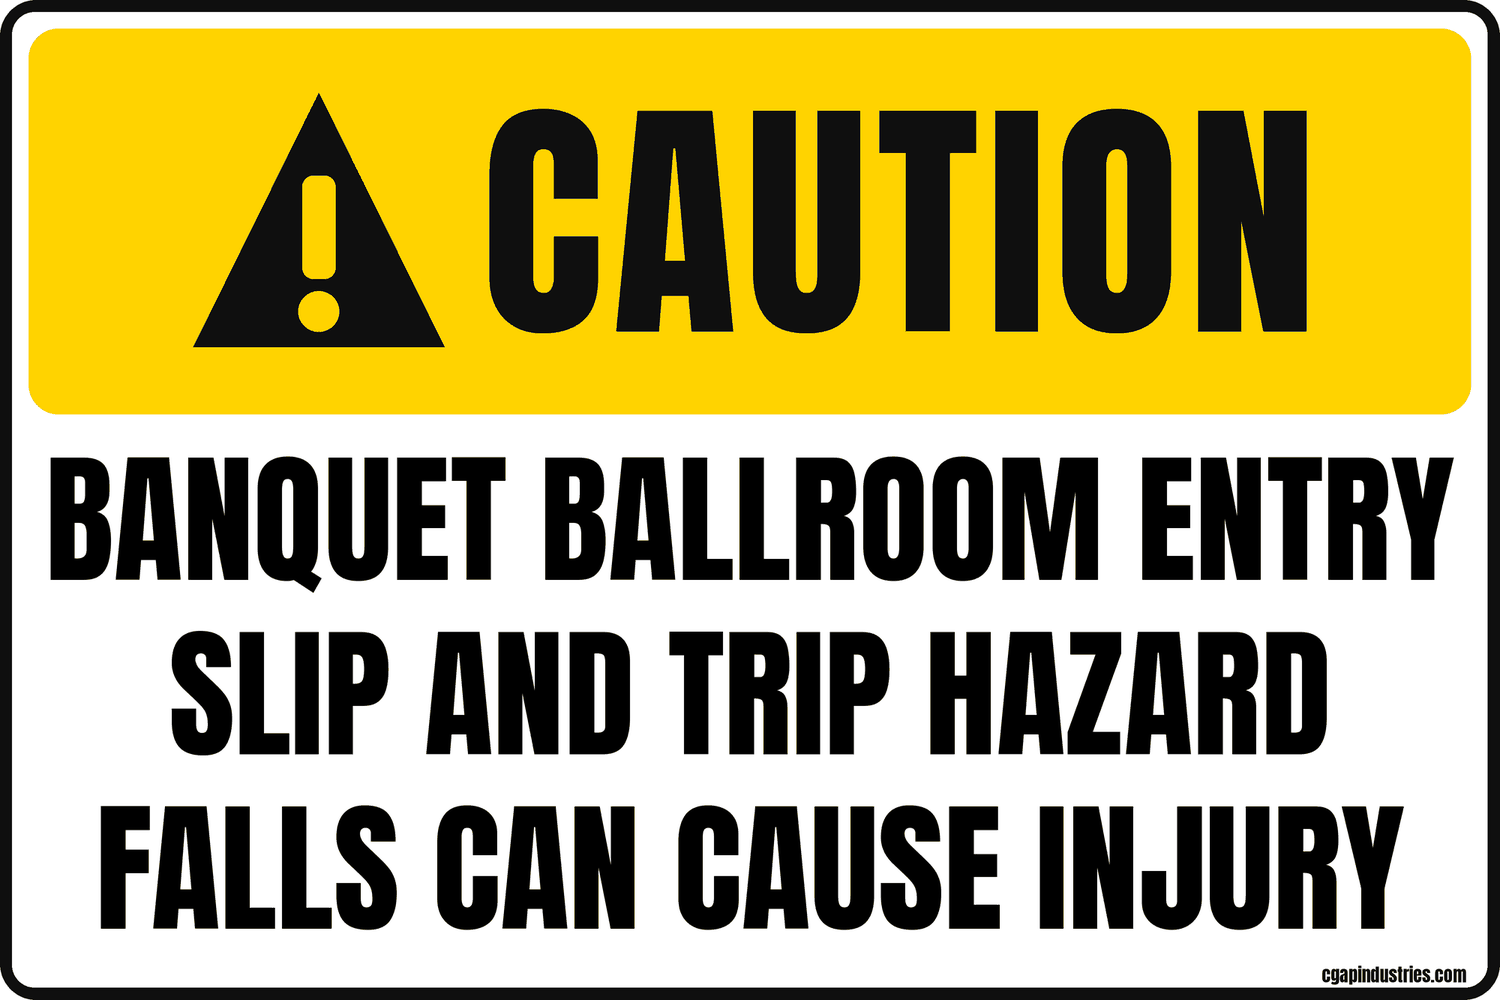 CAUTION
BANQUET BALLROOM ENTRY
SLIP AND TRIP HAZARD
FALLS CAN CAUSE INJURY
cgapindustries.com